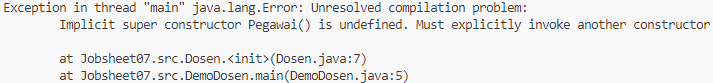 Exception in thread "main" java.lang.Error: Unresolved compilation problem:
Implicit super constructor Pegawai() is undefined. Must explicitly invoke another constructor
at Jobsheet07.src.Dosen.<init>(Dosen.java:7)
at Jobsheet07.src.DemoDosen.main(DemoDosen.java:5)